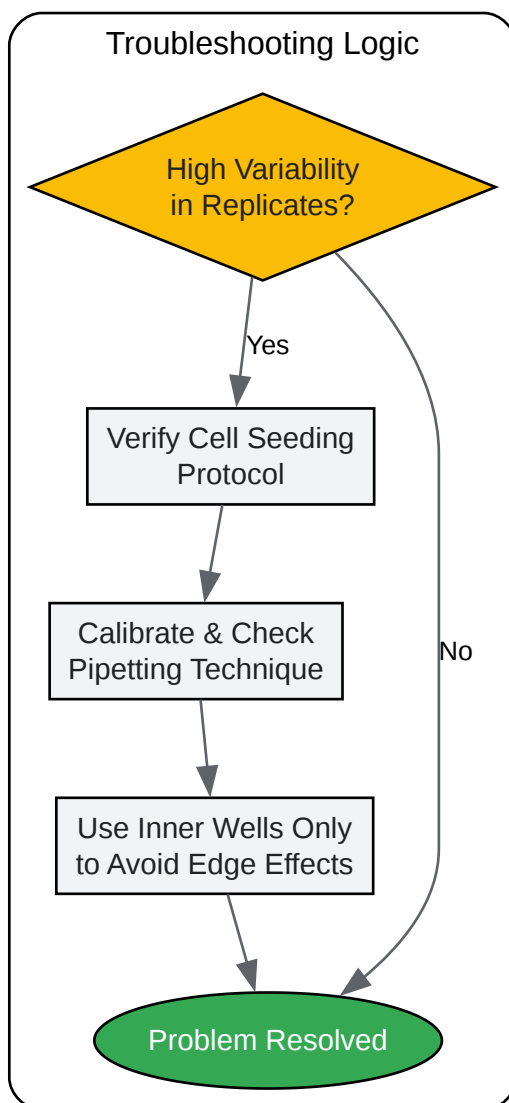 Troubleshooting Logic
High Variability
in Replicates?
Yes
Verify Cell Seeding
Protocol
Calibrate & Check
Pipetting Technique
No
Use Inner Wells Only
to Avoid Edge Effects
Problem Resolved